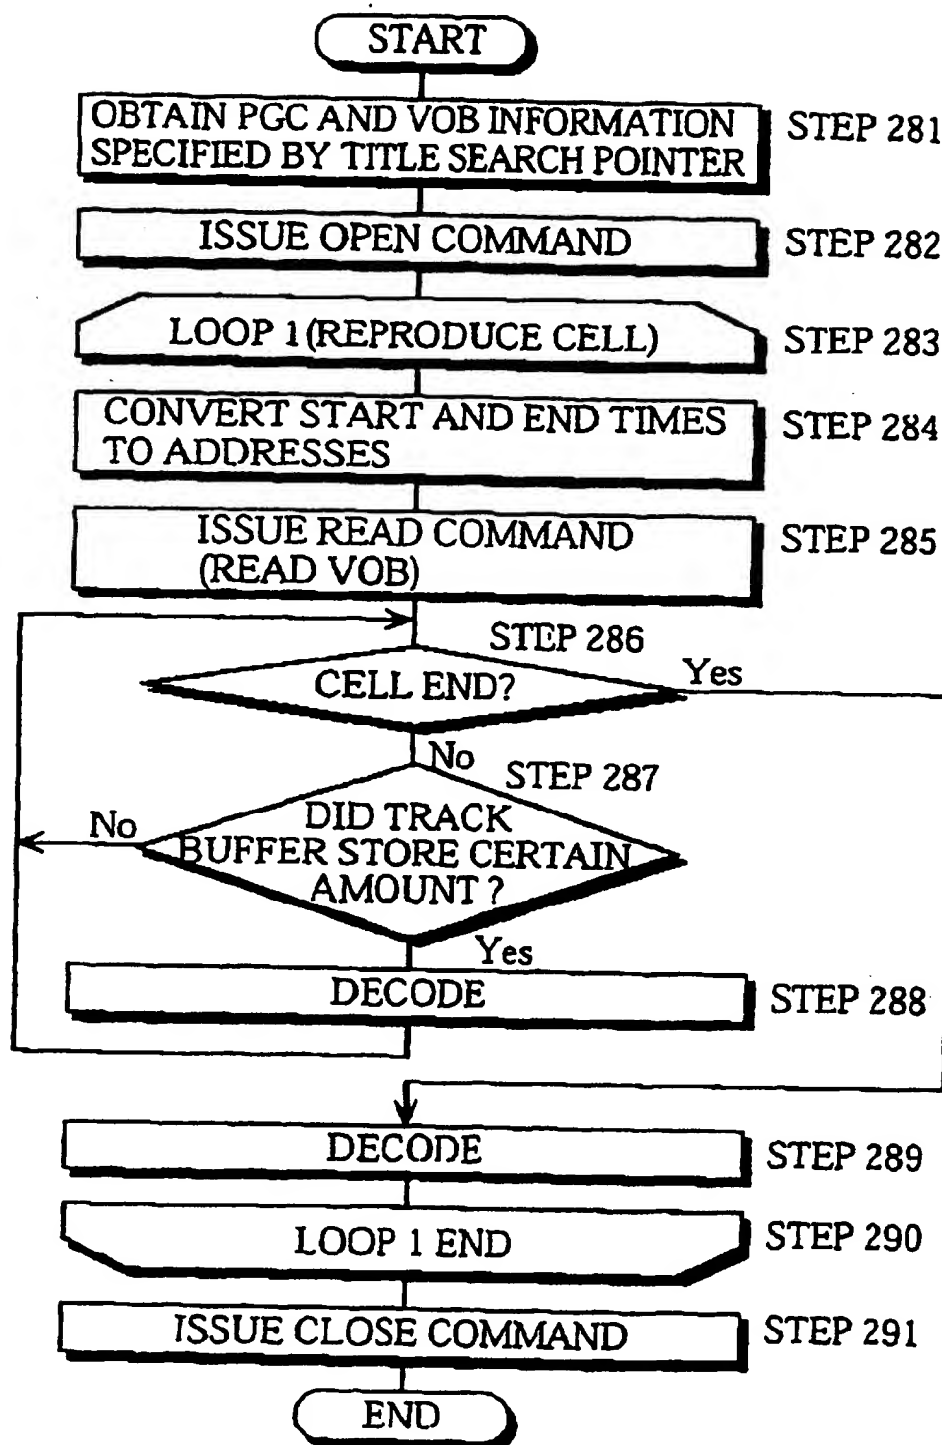 START
OBTAIN PGC AND VOB INFORMATION
SPECIFIED BY TITLE SEARCH POINTER
STEP 281
ISSUE OPEN COMMAND
STEP 282
LOOP 1 (REPRODUCE CELL)
STEP 283
CONVERT START AND END TIMES
TO ADDRESSES
STEP 284
ISSUE READ COMMAND
(READ VOB)
STEP 285
STEP 286
CELL END?
Yes
No
STEP 287
DID TRACK
BUFFER STORE CERTAIN
AMOUNT ?
No
Yes
DECODE
STEP 288
DECODE
STEP 289
LOOP 1 END
STEP 290
ISSUE CLOSE COMMAND
STEP 291
END